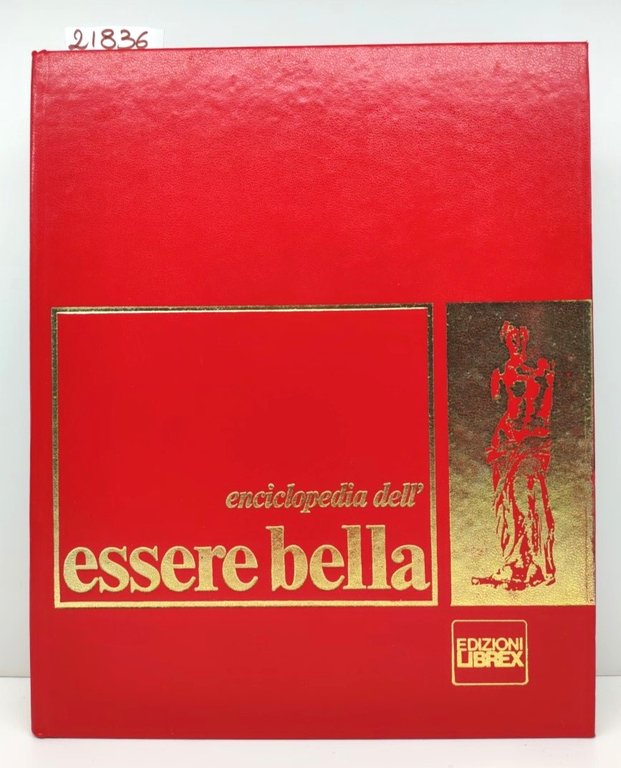 21836
enciclopedia dell'
essere bella
EDIZIONI
LIBREX